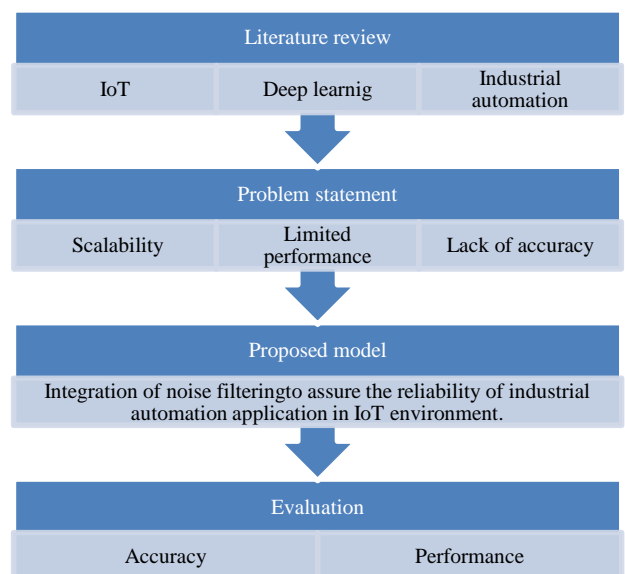 Literature review
IoT
Deep learnig
Industrial
automation
Problem statement
Scalability
Limited
performance
Lack of accuracy
Proposed model
Integration of noise filteringto assure the reliability of industrial
automation application in IoT environment.
Evaluation
Accuracy
Performance